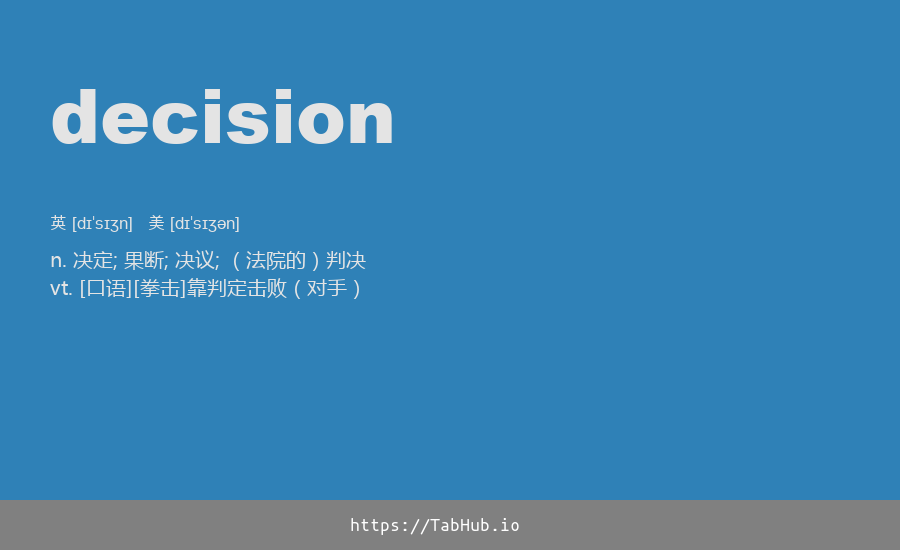 decision
英 [dɪˈsɪʒn] 美 [dɪˈsɪʒən]
n. 决定; 果断; 决议; （法院的）判决
vt. [口语][拳击]靠判定击败（对手）
https://TabHub.io